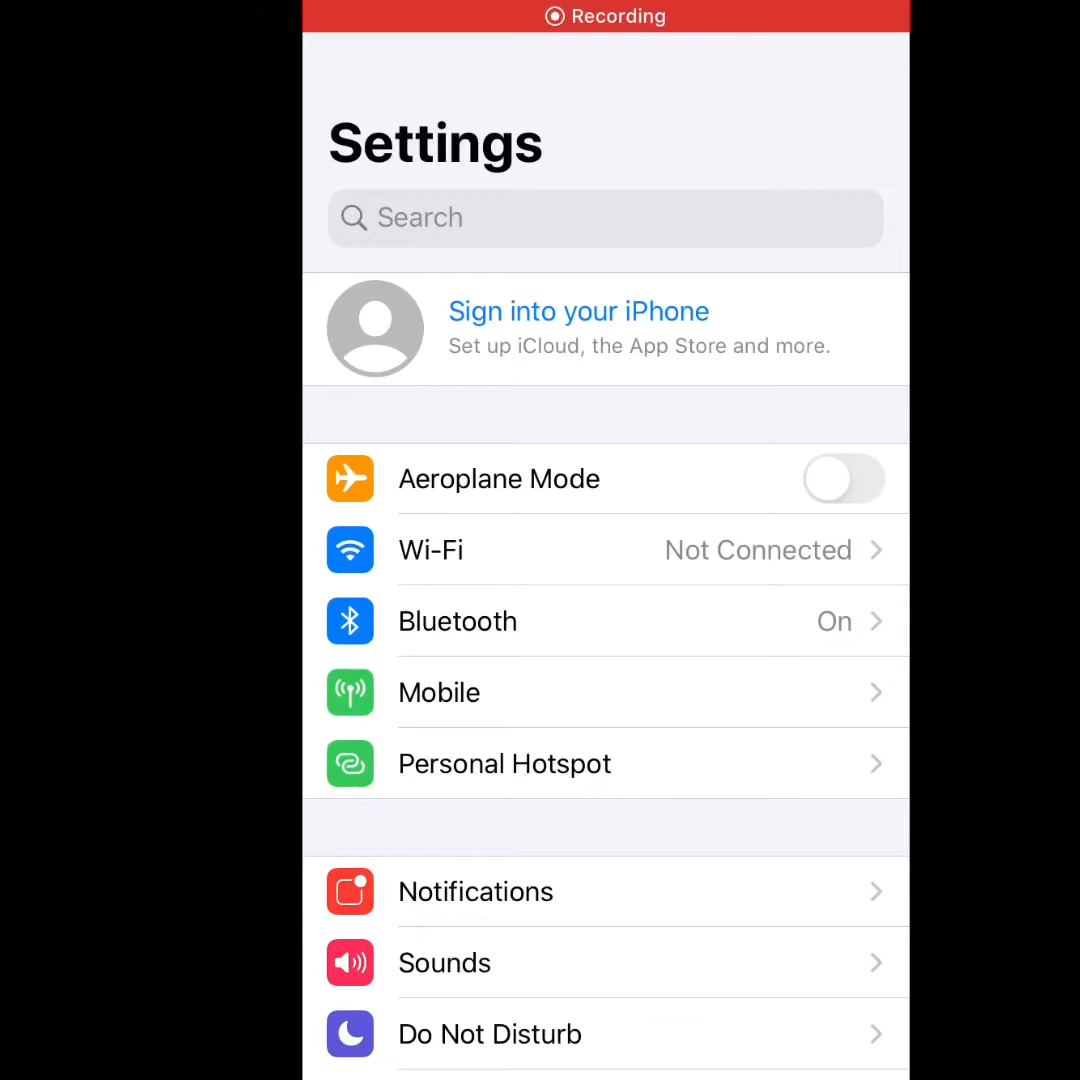 Recording
Settings
Search
Sign into your iPhone
Set up iCloud, the App Store and more.
Aeroplane Mode
Wi-Fi Not Connected
Bluetooth On
Mobile
Personal Hotspot
Notifications
Sounds
Do Not Disturb